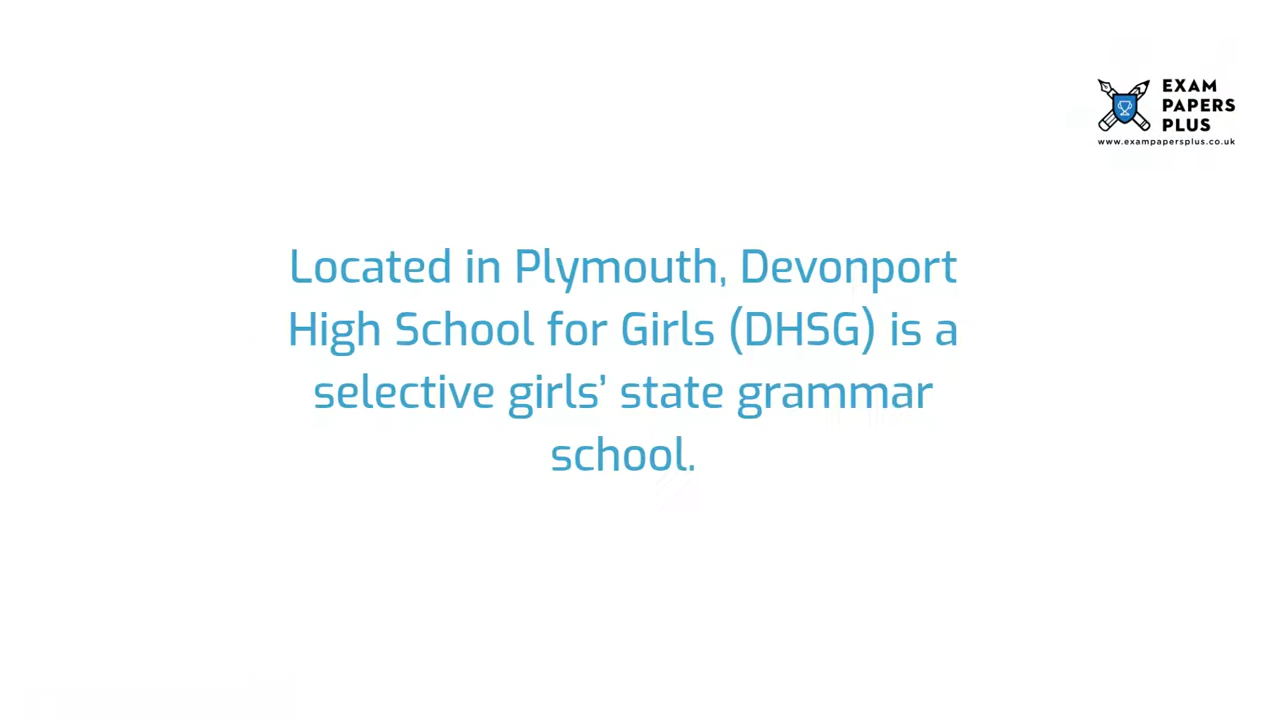 EXAM
PAPERS
PLUS
www.exampapersplus.co.uk
Located in Plymouth, Devonport
High School for Girls (DHSG) is a
selective girls’ state grammar
school.